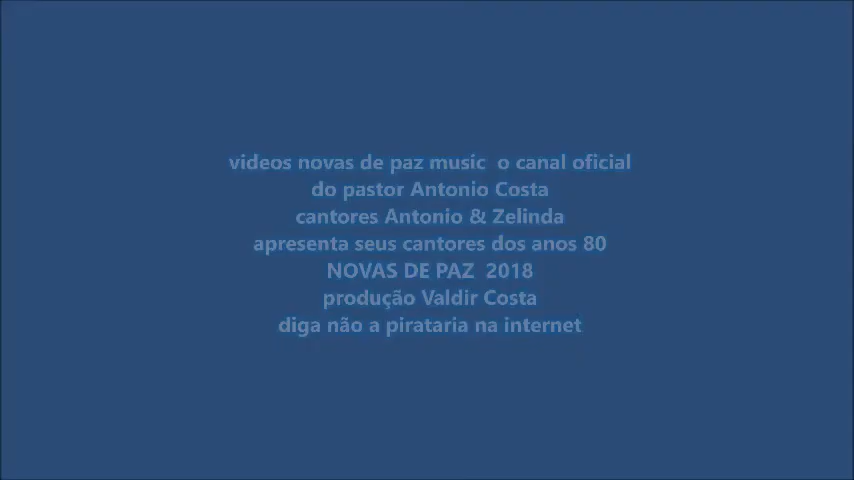 videos novas de paz music o canal oficial
do pastor Antonio Costa
cantores Antonio & Zelinda
apresenta seus cantores dos anos 80
NOVAS DE PAZ 2018
produção Valdir Costa
diga não a pirataria na internet